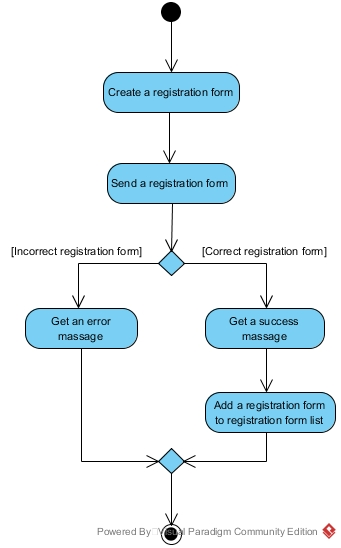 Create a registration form
Send a registration form
[Incorrect registration form]
[Correct registration form]
Get an error
massage
Get a success
massage
Add a registration form
to registration form list
Powered By Visual Paradigm Community Edition